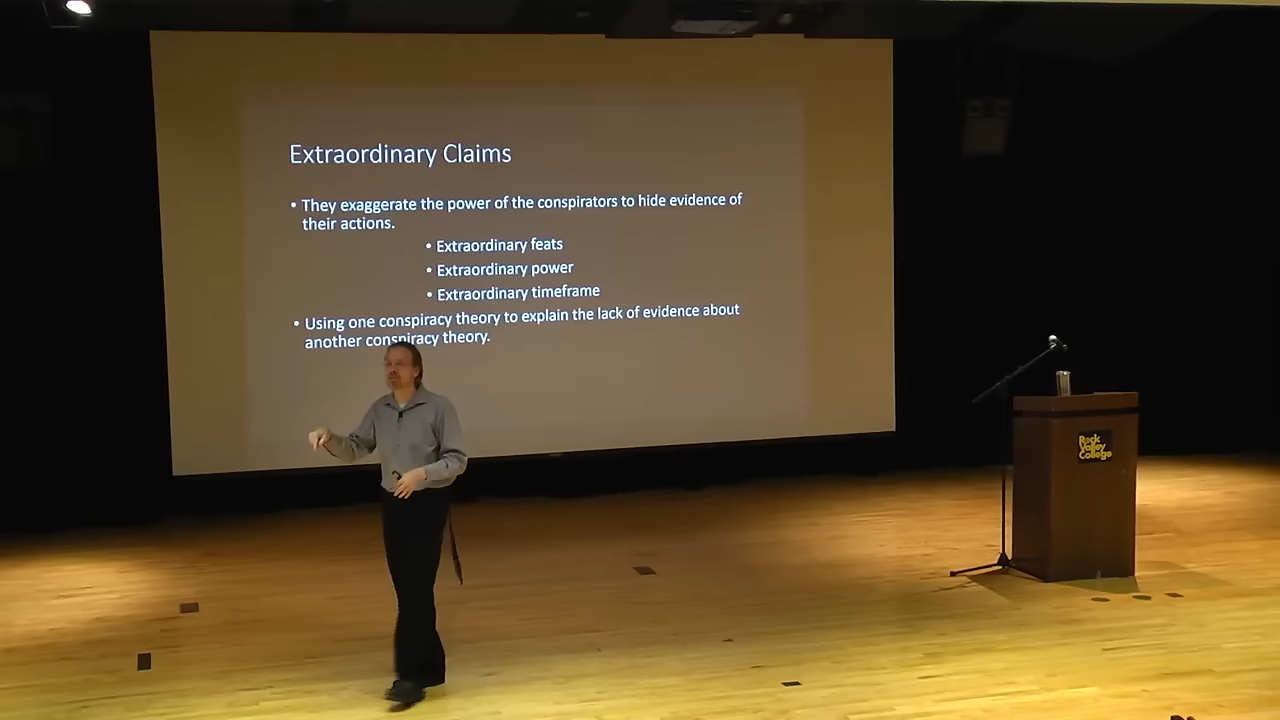 Extraordinary Claims
• They exaggerate the power of the conspirators to hide evidence of
their actions.
• Extraordinary feats
• Extraordinary power
• Extraordinary timeframe
• Using one conspiracy theory to explain the lack of evidence about
another conspiracy theory.
Rock
Valley
College